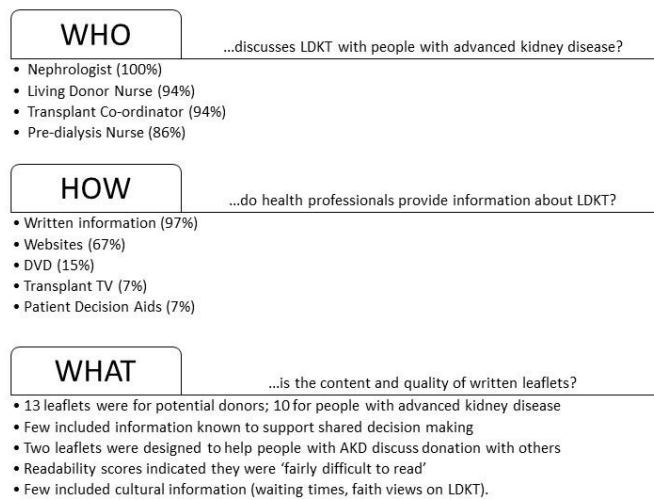 WHO
...discusses LDKT with people with advanced kidney disease?
• Nephrologist (100%)
• Living Donor Nurse (94%)
• Transplant Co-ordinator (94%)
• Pre-dialysis Nurse (86%)
HOW
...do health professionals provide information about LDKT?
• Written information (97%)
• Websites (67%)
• DVD (15%)
• Transplant TV (7%)
• Patient Decision Aids (7%)
WHAT
...is the content and quality of written leaflets?
• 13 leaflets were for potential donors; 10 for people with advanced kidney disease
• Few included information known to support shared decision making
• Two leaflets were designed to help people with AKD discuss donation with others
• Readability scores indicated they were ‘fairly difficult to read’
• Few included cultural information (waiting times, faith views on LDKT).